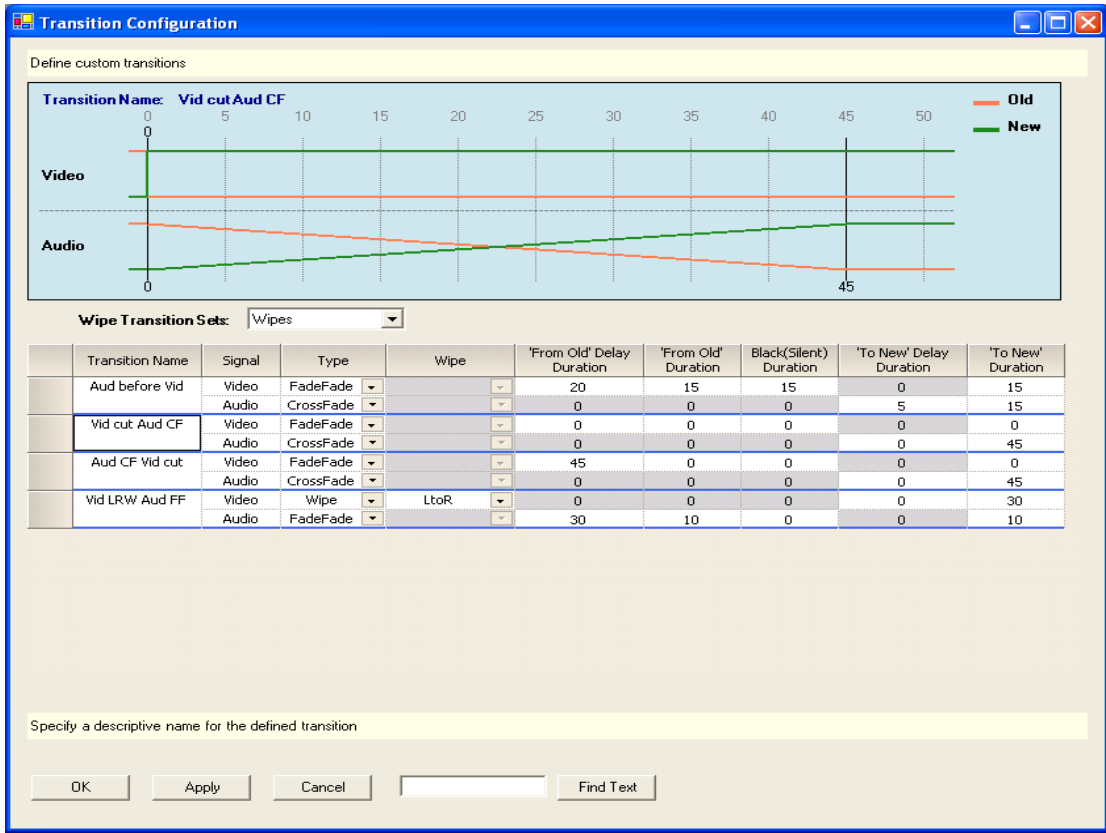 Transition Configuration
Define custom transitions
Transition Name: Vid cut Aud CF
Old
New
0 5 10 15 20 25 30 35 40 45 50
0
Video
Audio
0 45
Wipe Transition Sets: Wipes
Transition Name Signal Type Wipe 'From Old' Delay Duration 'From Old' Duration Black(Silent) Duration 'To New' Delay Duration 'To New' Duration
Aud before Vid Video FadeFade 20 15 15 0 15
Audio CrossFade 0 0 0 5 15
Vid cut Aud CF Video FadeFade 0 0 0 0 0
Audio CrossFade 0 0 0 0 45
Aud CF Vid cut Video FadeFade 45 0 0 0 0
Audio CrossFade 0 0 0 0 45
Vid LRW Aud FF Video Wipe LtoR 0 0 0 0 30
Audio FadeFade 30 10 0 0 10
Specify a descriptive name for the defined transition
OK Apply Cancel Find Text